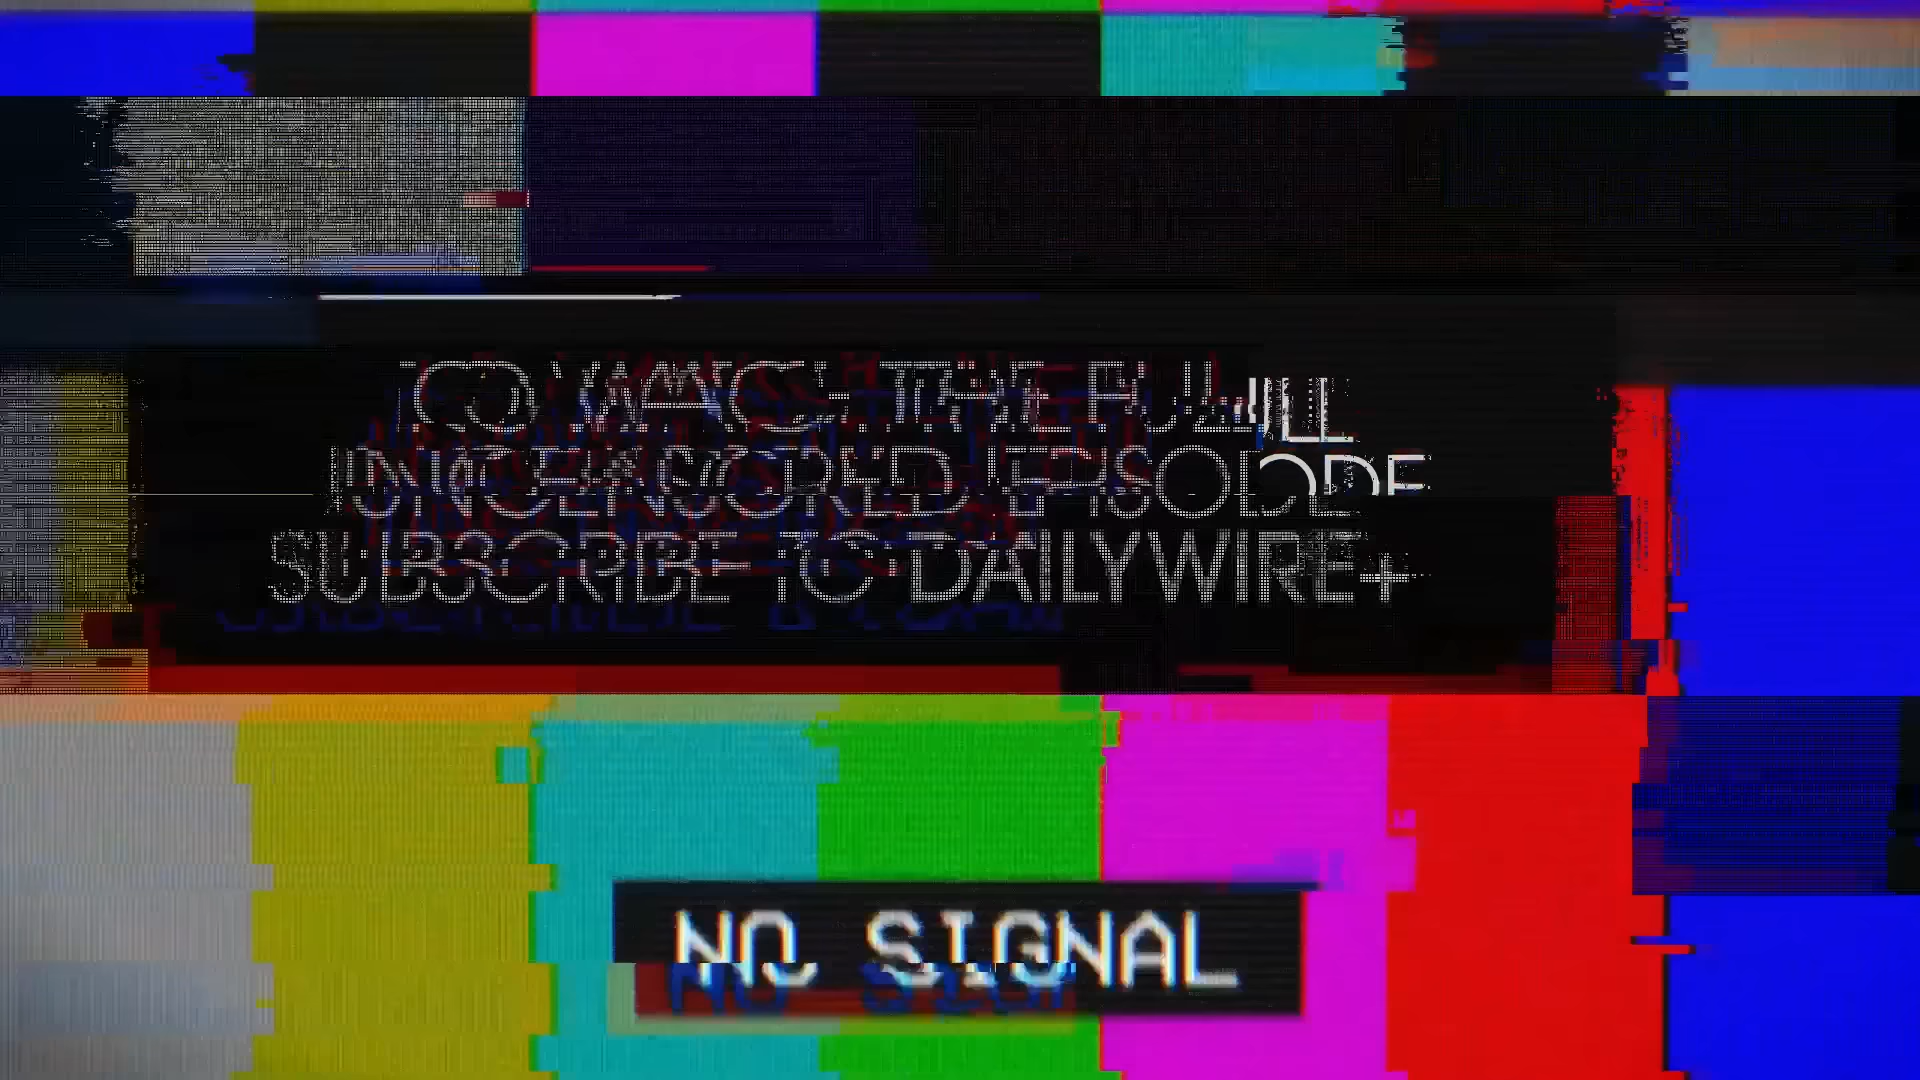 TO WATCH THE FULL
UNCENSORED EPISODE
SUBSCRIBE TO DAILYWIRE+
NO SIGNAL